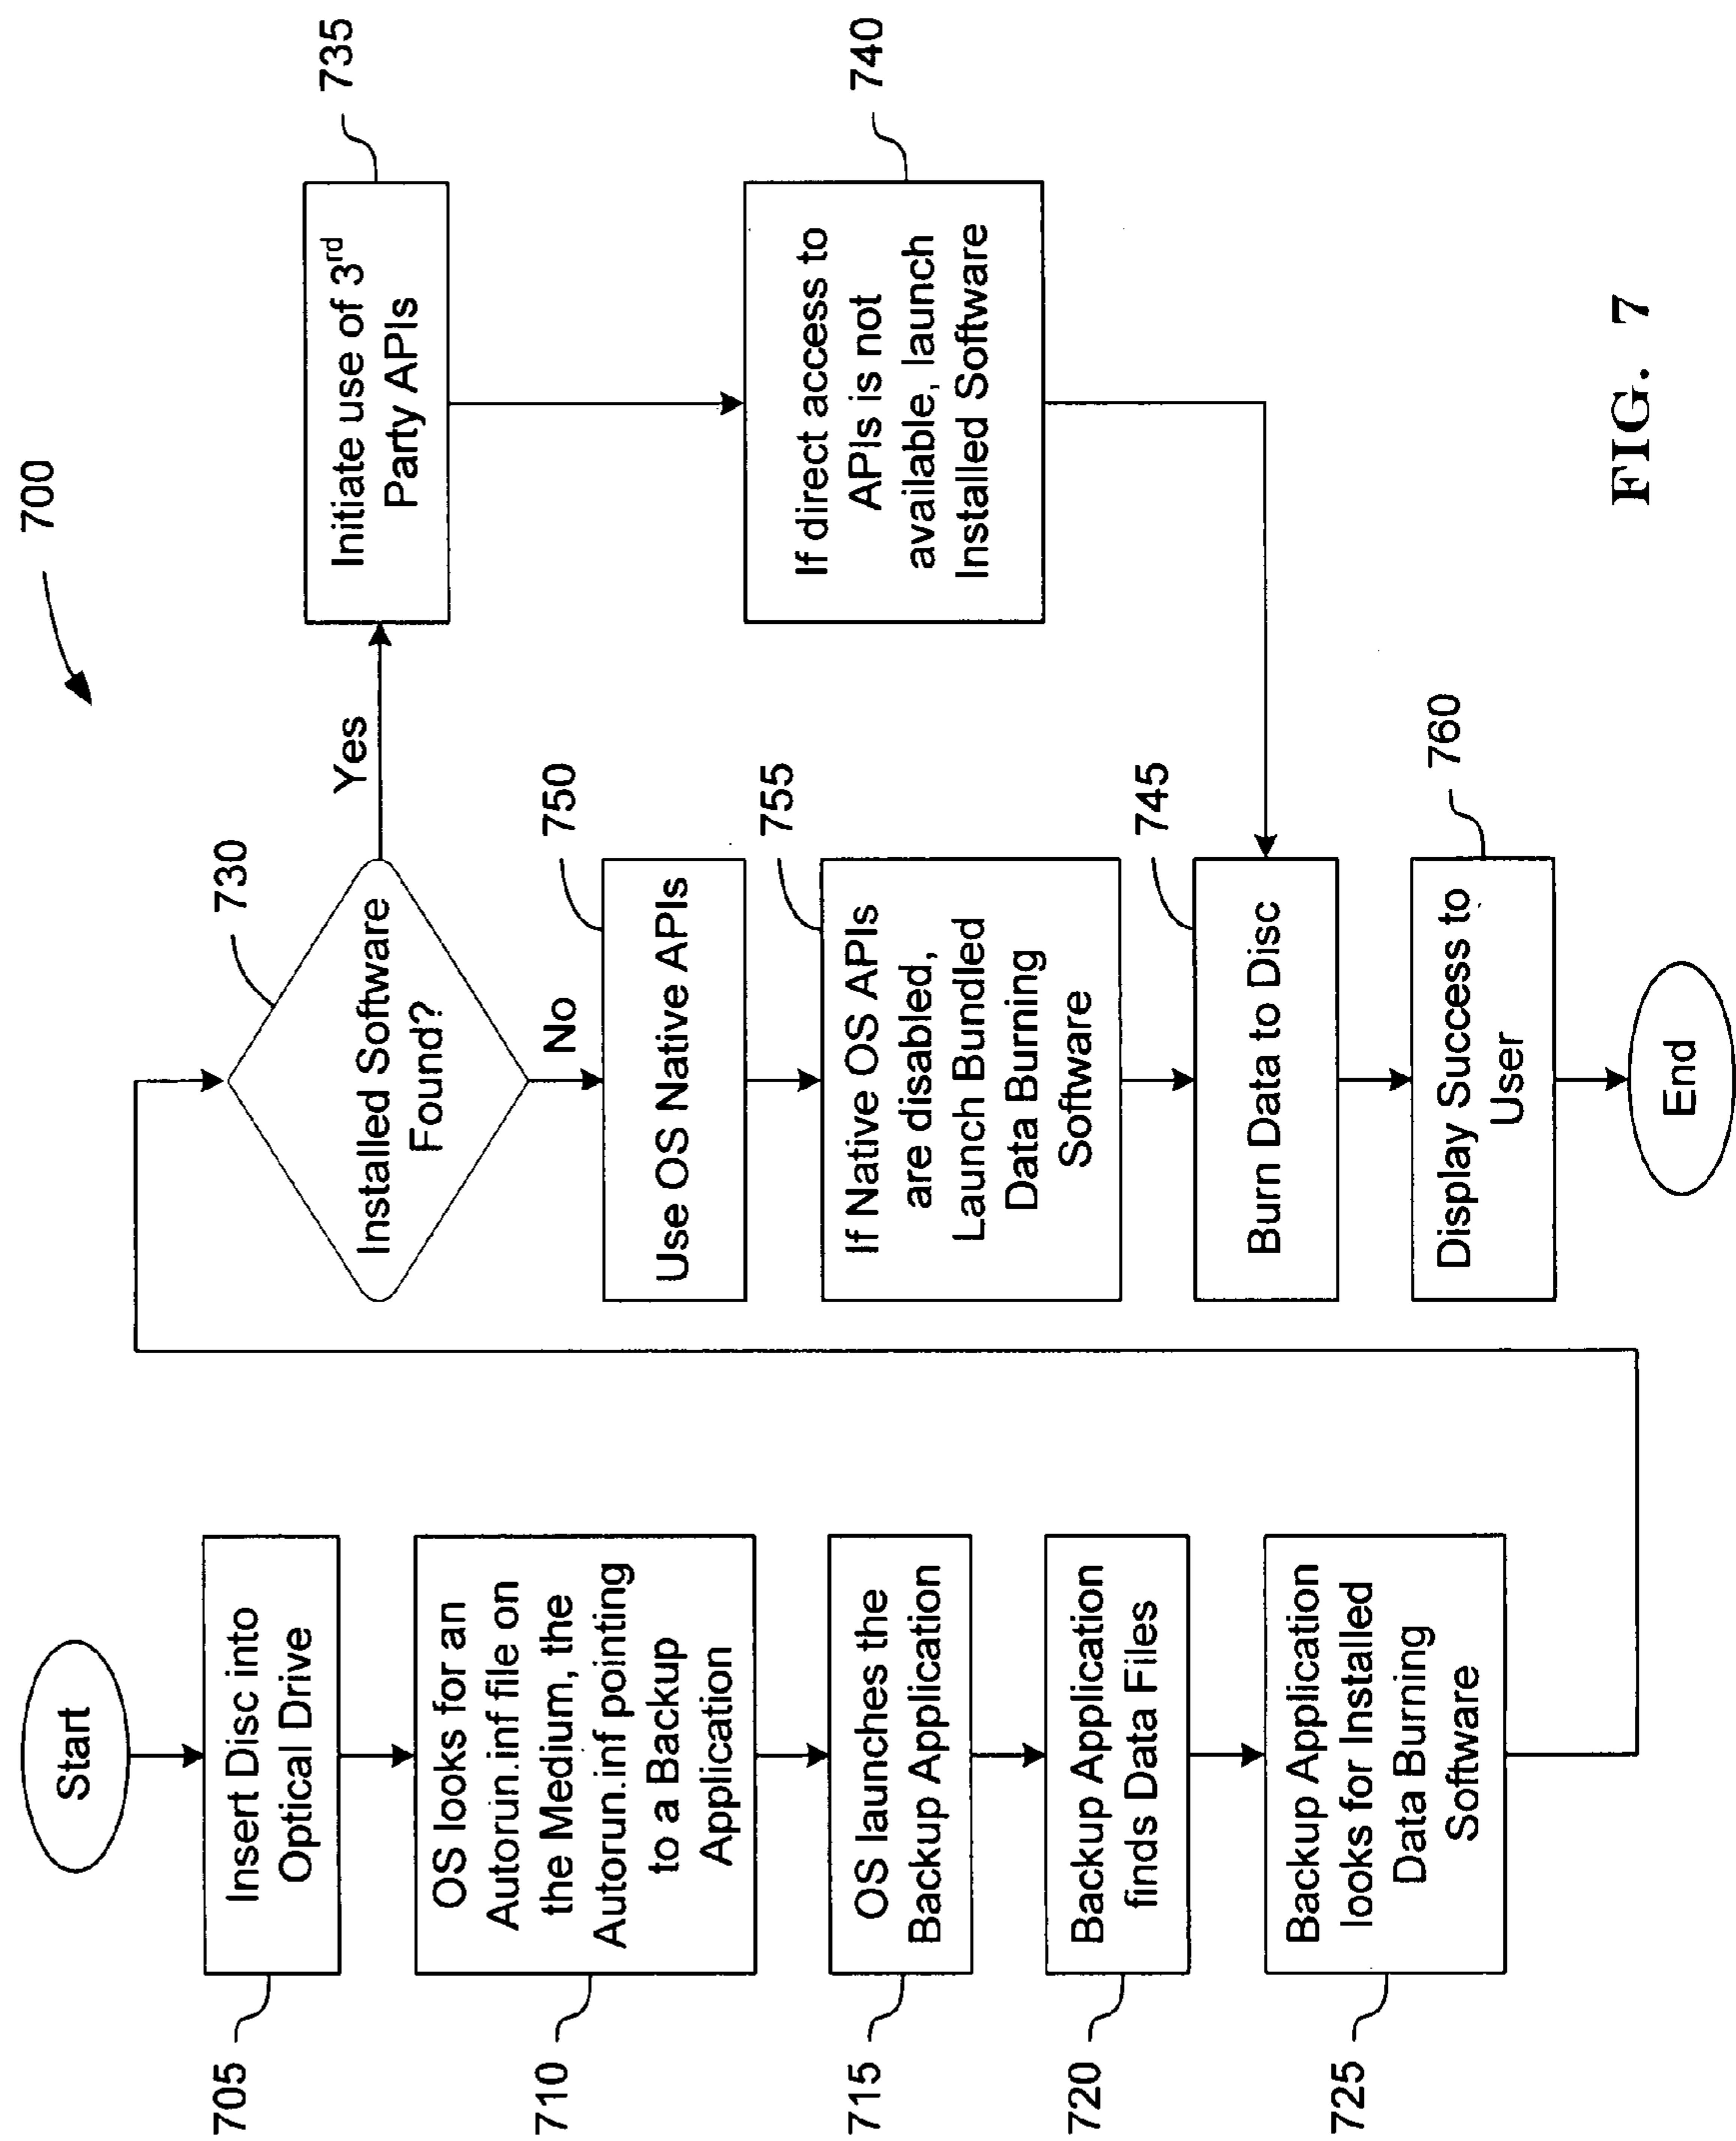 700
Start
705
Insert Disc into
Optical Drive
710
OS looks for an
Autorun.inf file on
the Medium, the
Autorun.inf pointing
to a Backup
Application
715
OS launches the
Backup Application
720
Backup Application
finds Data Files
725
Backup Application
looks for Installed
Data Burning
Software
730
Installed Software
Found?
Yes
735
Initiate use of 3rd
Party APIs
740
If direct access to
APIs is not
available, launch
Installed Software
No
750
Use OS Native APIs
755
If Native OS APIs
are disabled,
Launch Bundled
Data Burning
Software
745
Burn Data to Disc
760
Display Success to
User
End
FIG. 7